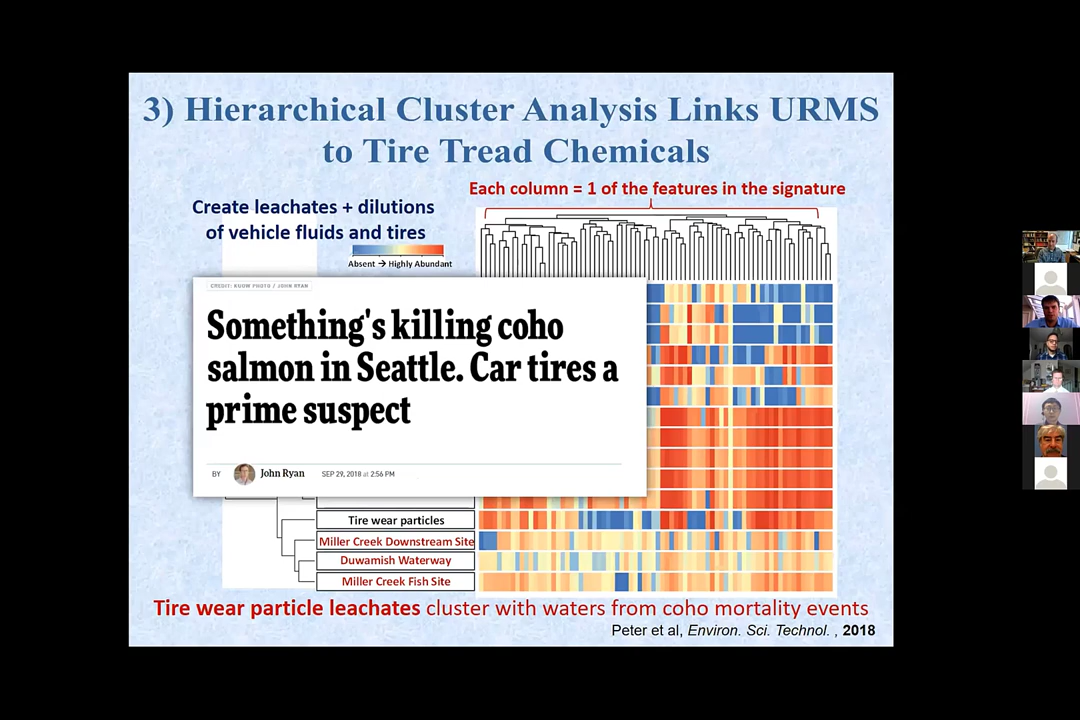 3) Hierarchical Cluster Analysis Links URMS
to Tire Tread Chemicals
Each column = 1 of the features in the signature
Create leachates + dilutions
of vehicle fluids and tires
Absent → Highly Abundant
CREDIT: KUOW PHOTO / JOHN RYAN
Something's killing coho
salmon in Seattle. Car tires a
prime suspect
BY John Ryan SEP 29, 2018 at 2:56 PM
Tire wear particles
Miller Creek Downstream Site
Duwamish Waterway
Miller Creek Fish Site
Tire wear particle leachates cluster with waters from coho mortality events
Peter et al, Environ. Sci. Technol. , 2018